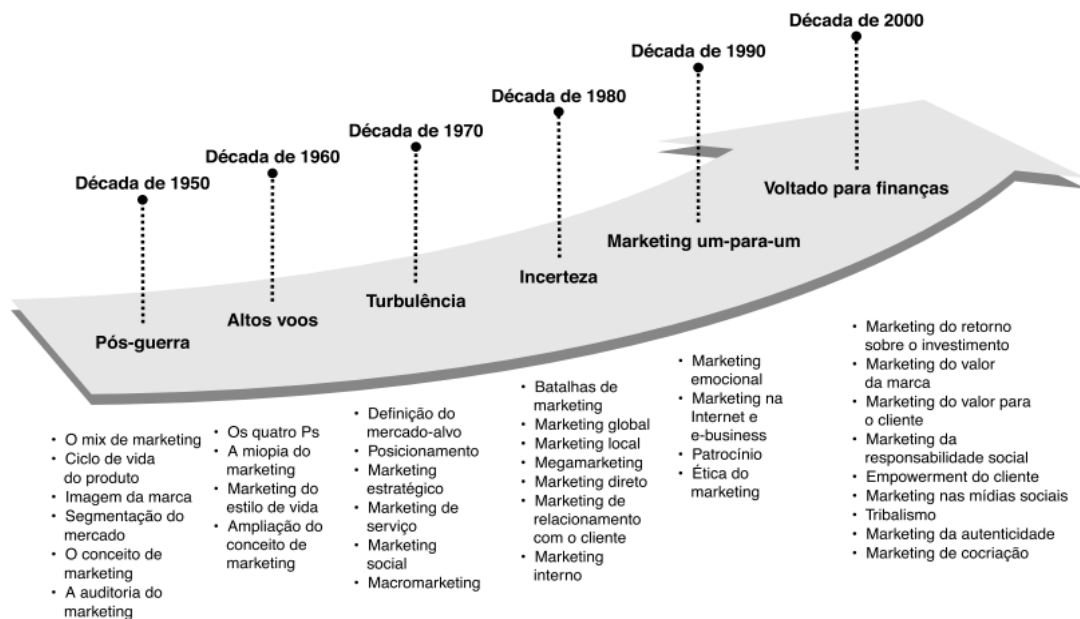 Década de 1950
Pós-guerra
• O mix de marketing
• Ciclo de vida
do produto
• Imagem da marca
• Segmentação do
mercado
• O conceito de
marketing
• A auditoria do
marketing
Década de 1960
Altos voos
• Os quatro Ps
• A miopia do
marketing
• Marketing do
estilo de vida
• Ampliação do
conceito de
marketing
Década de 1970
Turbulência
• Definição do
mercado-alvo
• Posicionamento
• Marketing
estratégico
• Marketing de
serviço
• Marketing
social
• Macromarketing
Década de 1980
Incerteza
• Batalhas de
marketing
• Marketing global
• Marketing local
• Megamarketing
• Marketing direto
• Marketing de
relacionamento
com o cliente
• Marketing
interno
Década de 1990
Marketing um-para-um
• Marketing
emocional
• Marketing na
Internet e
e-business
• Patrocínio
• Ética do
marketing
Década de 2000
Voltado para finanças
• Marketing do retorno
sobre o investimento
• Marketing do valor
da marca
• Marketing do valor para
o cliente
• Marketing da
responsabilidade social
• Empowerment do cliente
• Marketing nas mídias sociais
• Tribalismo
• Marketing da autenticidade
• Marketing de cocriação